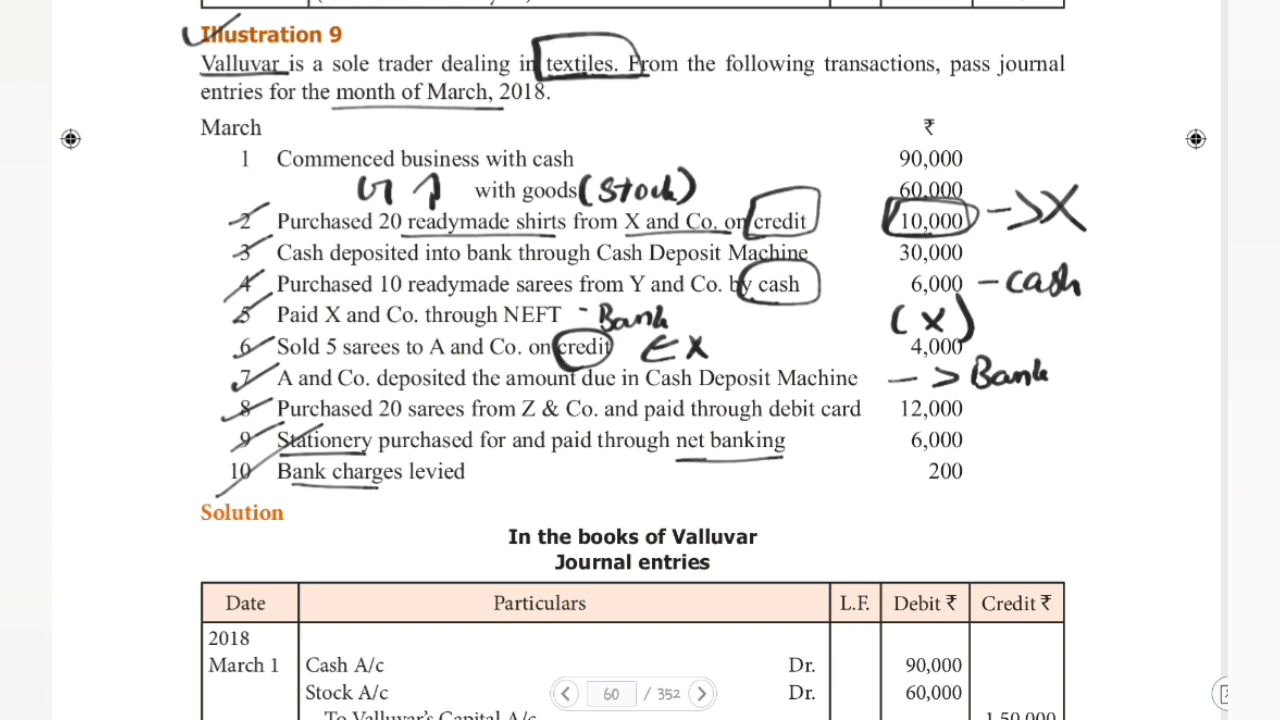 Illustration 9
Valluvar is a sole trader dealing in textiles. From the following transactions, pass journal
entries for the month of March, 2018.
March ₹
1 Commenced business with cash 90,000
with goods (Stock) 60,000
2 Purchased 20 readymade shirts from X and Co. on credit 10,000 -> X
3 Cash deposited into bank through Cash Deposit Machine 30,000
4 Purchased 10 readymade sarees from Y and Co. by cash 6,000 - cash
5 Paid X and Co. through NEFT - Bank (X)
6 Sold 5 sarees to A and Co. on credit X 4,000
7 A and Co. deposited the amount due in Cash Deposit Machine -> Bank
8 Purchased 20 sarees from Z & Co. and paid through debit card 12,000
9 Stationery purchased for and paid through net banking 6,000
10 Bank charges levied 200
Solution
In the books of Valluvar
Journal entries
Date Particulars L.F. Debit ₹ Credit ₹
2018
March 1 Cash A/c Dr. 90,000
Stock A/c Dr. 60,000
To Valluvar's Capital A/c 1,50,000
60 / 352